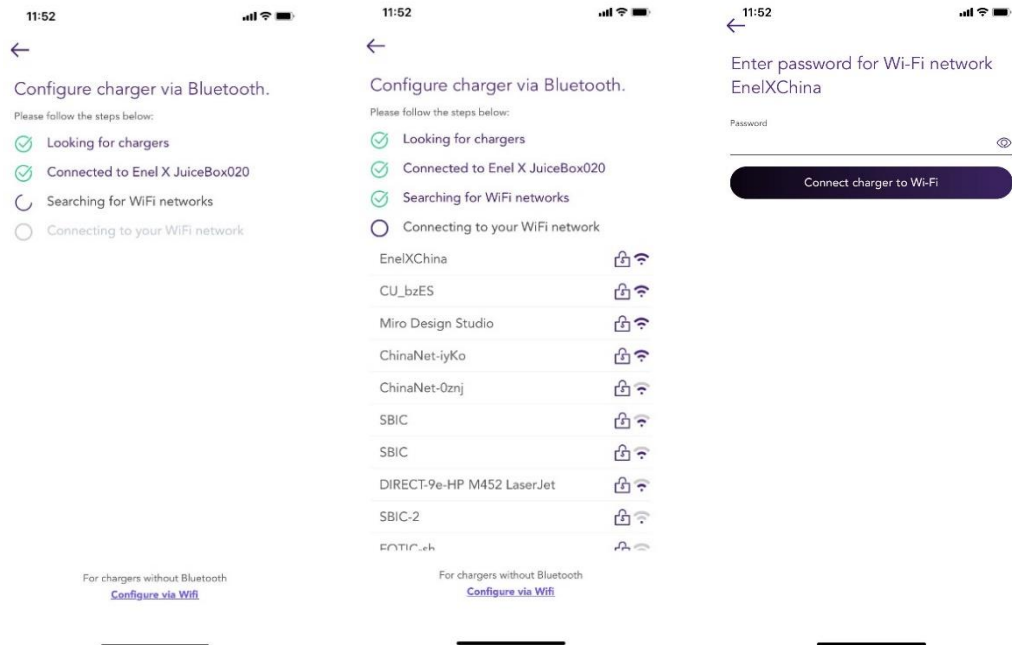 11:52
Configure charger via Bluetooth.
Please follow the steps below:
Looking for chargers
Connected to Enel X JuiceBox020
Searching for WiFi networks
Connecting to your WiFi network
For chargers without Bluetooth
Configure via Wifi
11:52
Configure charger via Bluetooth.
Please follow the steps below:
Looking for chargers
Connected to Enel X JuiceBox020
Searching for WiFi networks
Connecting to your WiFi network
EnelXChina
CU_bzES
Miro Design Studio
ChinaNet-iyKo
ChinaNet-0znj
SBIC
SBIC
DIRECT-9e-HP M452 LaserJet
SBIC-2
FOTIC-sh
For chargers without Bluetooth
Configure via Wifi
11:52
Enter password for Wi-Fi network
EnelXChina
Password
Connect charger to Wi-Fi